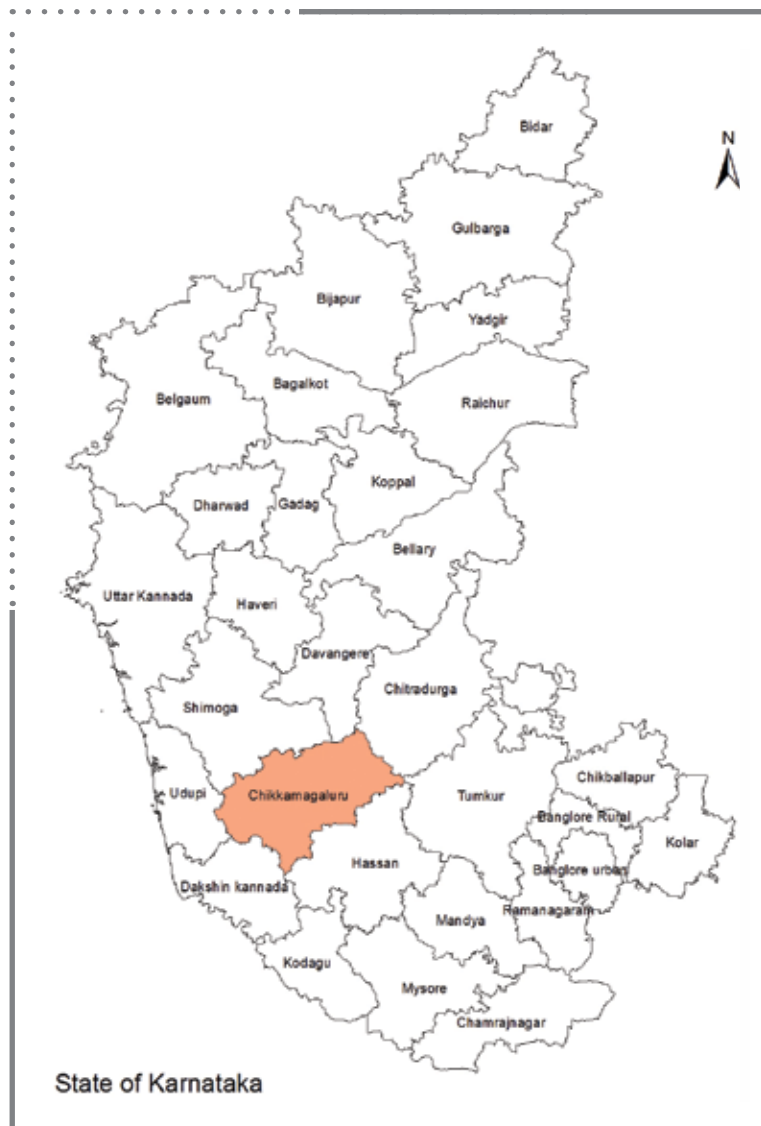 N
Bidar
Gulbarga
Bijapur
Yadgir
Bagalkot
Belgaum
Raichur
Koppal
Dharwad
Gadag
Bellary
Uttar Kannada
Haveri
Davangere
Chitradurga
Shimoga
Chikballapur
Udupi
Chikkamagaluru
Tumkur
Banglore Rural
Kolar
Hassan
Banglore urban
Dakshin kannada
Ramanagaram
Mandya
Kodagu
Mysore
Chamrajnagar
State of Karnataka